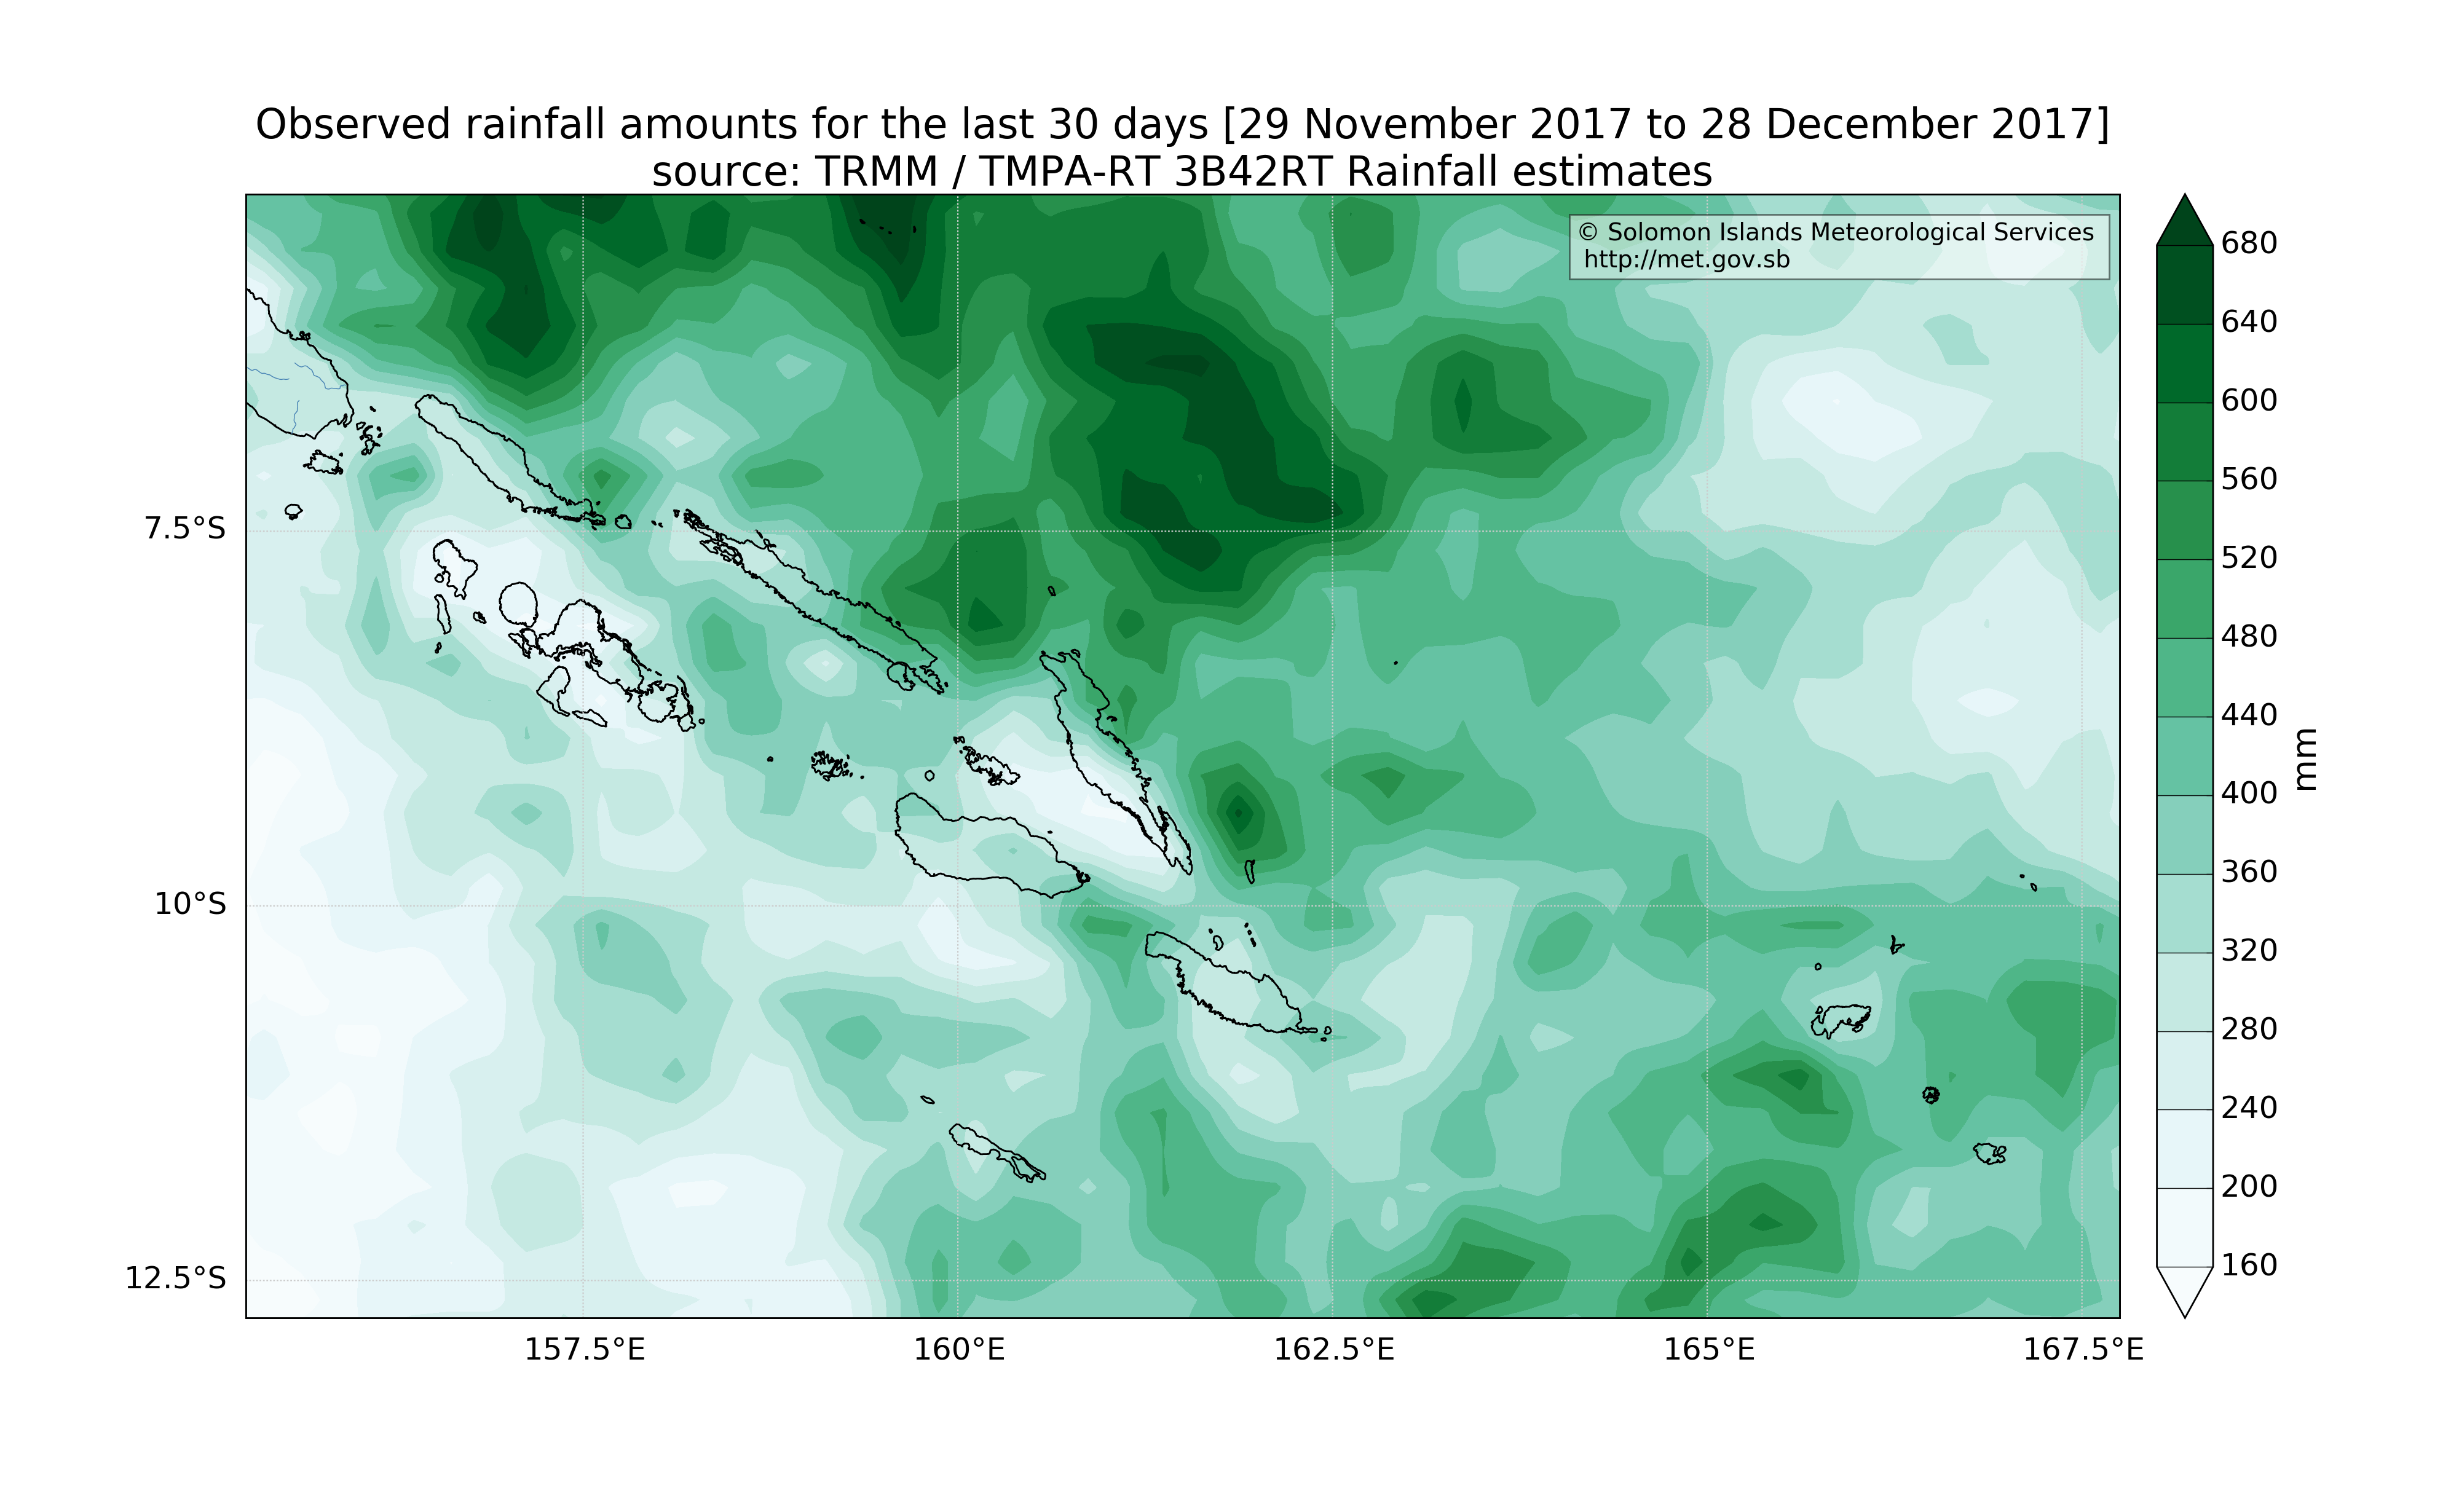 Observed rainfall amounts for the last 30 days [29 November 2017 to 28 December 2017]
source: TRMM / TMPA-RT 3B42RT Rainfall estimates
© Solomon Islands Meteorological Services
http://met.gov.sb
7.5°S
10°S
12.5°S
157.5°E
160°E
162.5°E
165°E
167.5°E
680
640
600
560
520
480
440
400
360
320
280
240
200
160
mm